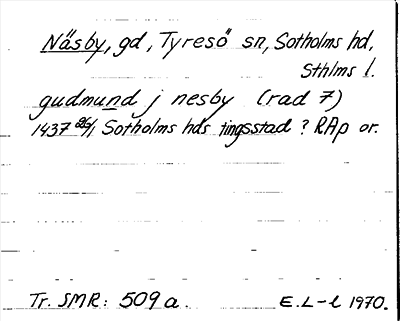 Näsby, gd, Tyresö sn, Sotholms hd,
Sthlms l.
gudmund j nesby (rad 7)
1437 26/1 Sotholms hds tingsstad ? RAp or.
Tr. SMR: 509 a.
E. L-l 1970.